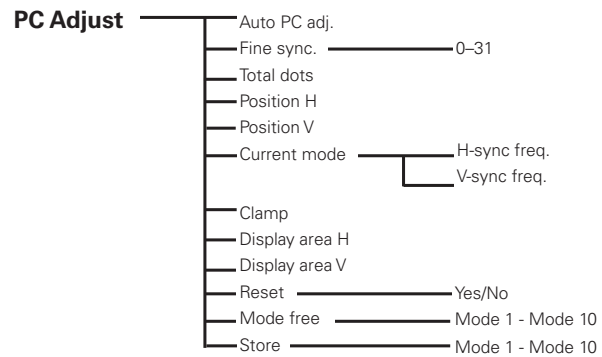 PC Adjust
Auto PC adj.
Fine sync. 0–31
Total dots
Position H
Position V
Current mode H-sync freq.
V-sync freq.
Clamp
Display area H
Display area V
Reset Yes/No
Mode free Mode 1 - Mode 10
Store Mode 1 - Mode 10